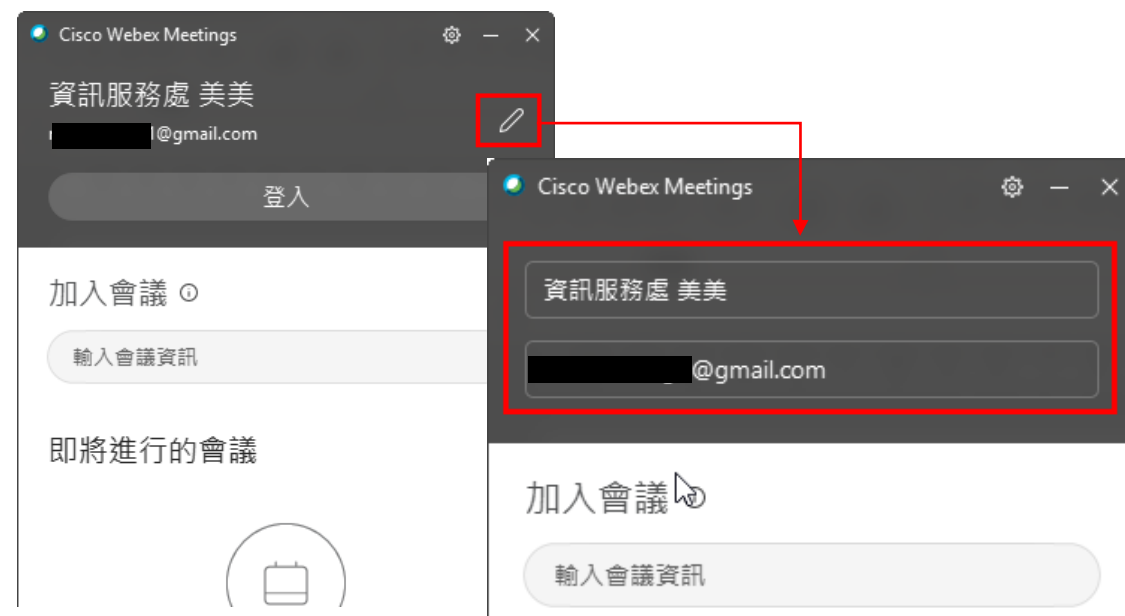 Cisco Webex Meetings
資訊服務處 美美
@gmail.com
登入
加入會議
輸入會議資訊
即將進行的會議
Cisco Webex Meetings
資訊服務處 美美
@gmail.com
加入會議
輸入會議資訊